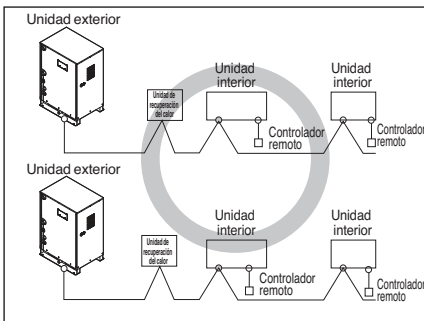 Unidad exterior
Unidad de
recuperación
del calor
Unidad
interior
Unidad
interior
Controlador
remoto
Controlador
remoto
Unidad exterior
Unidad de
recuperación
del calor
Unidad
interior
Unidad
interior
Controlador
remoto
Controlador
remoto